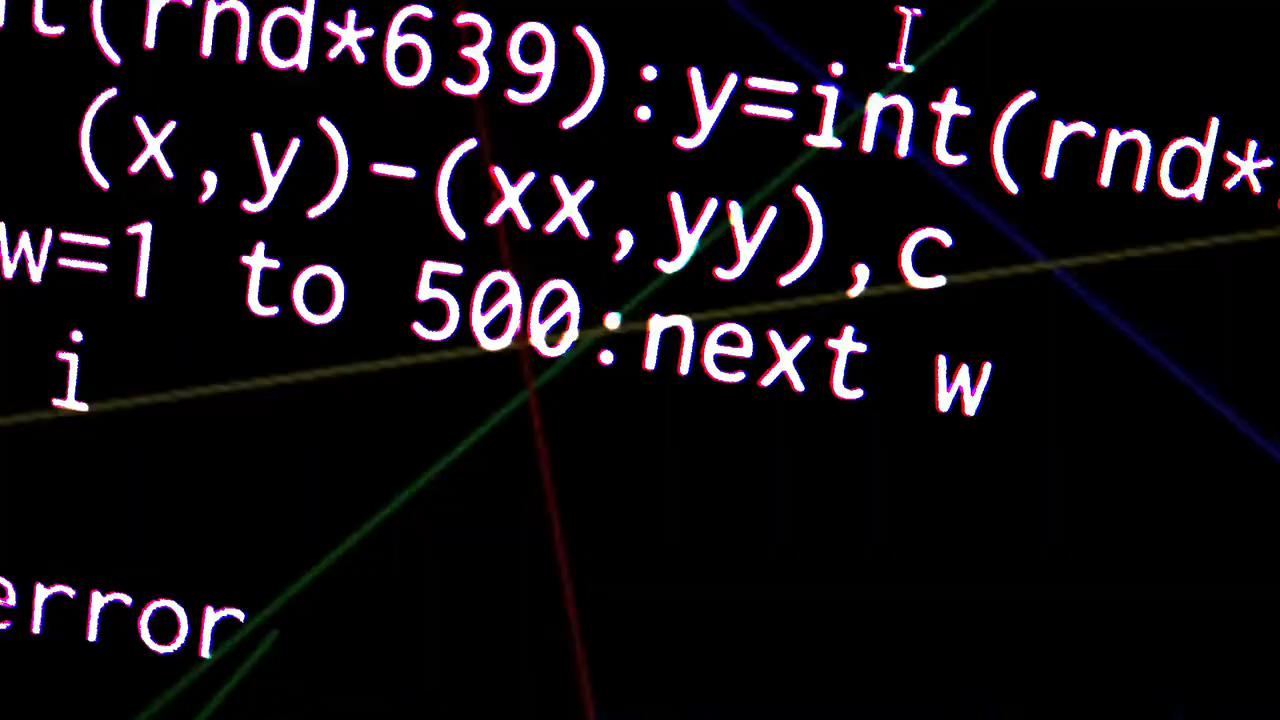 nt(rnd*639):y=int(rnd*
(x,y)-(xx,yy),c
w=1 to 500:next w
i
error